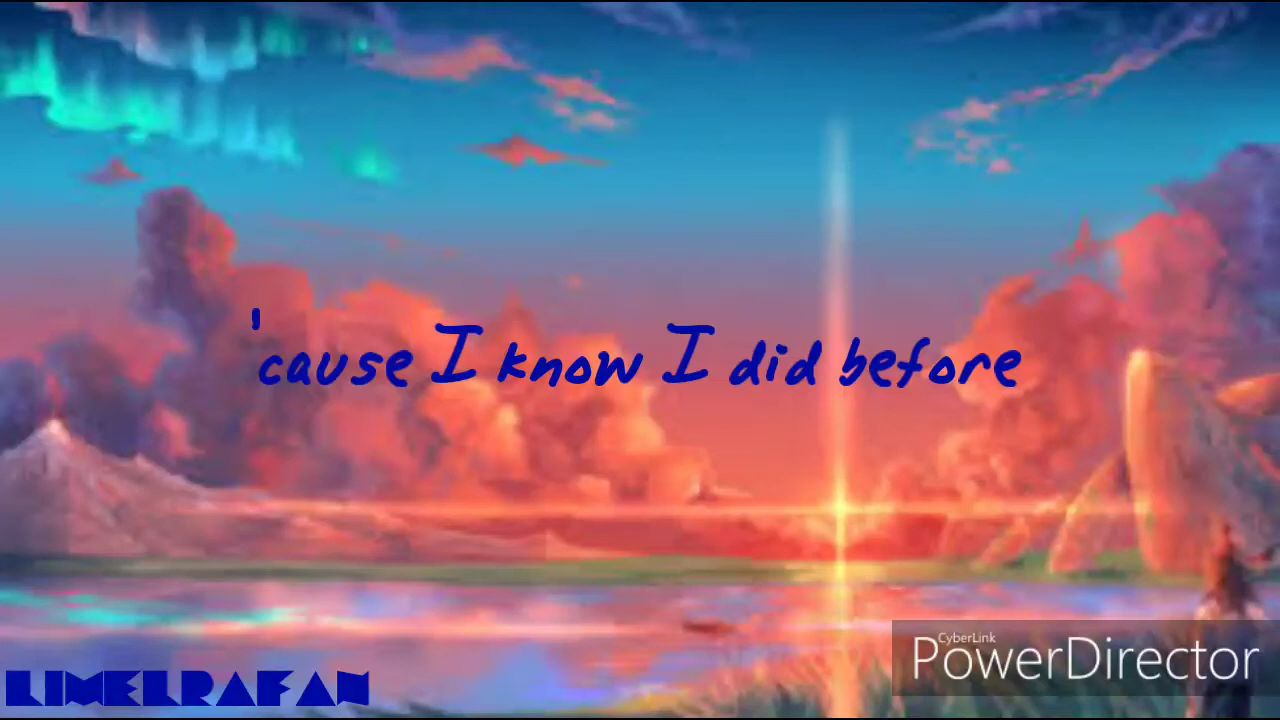 'cause I know I did before
CyberLink
PowerDirector
LIMELRAFAN